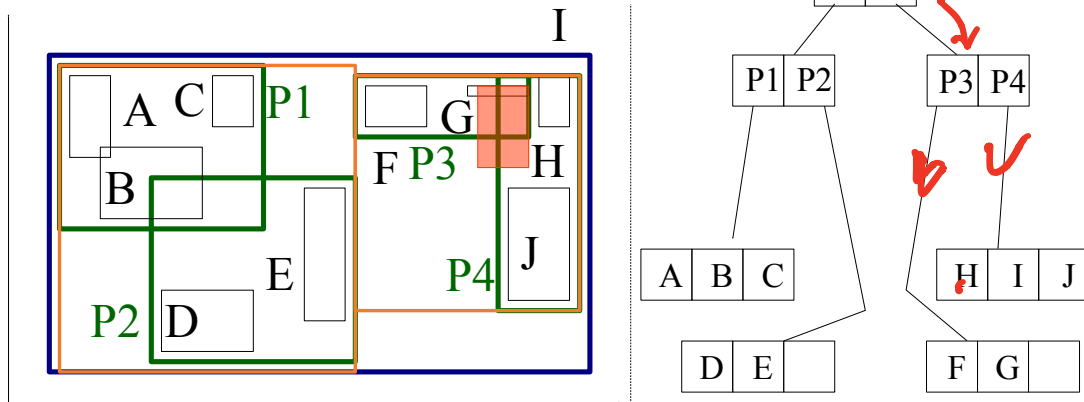 I
A C P1
G
B F P3 H
E J
P4
P2 D
P1 P2 P3 P4
A B C H I J
D E F G